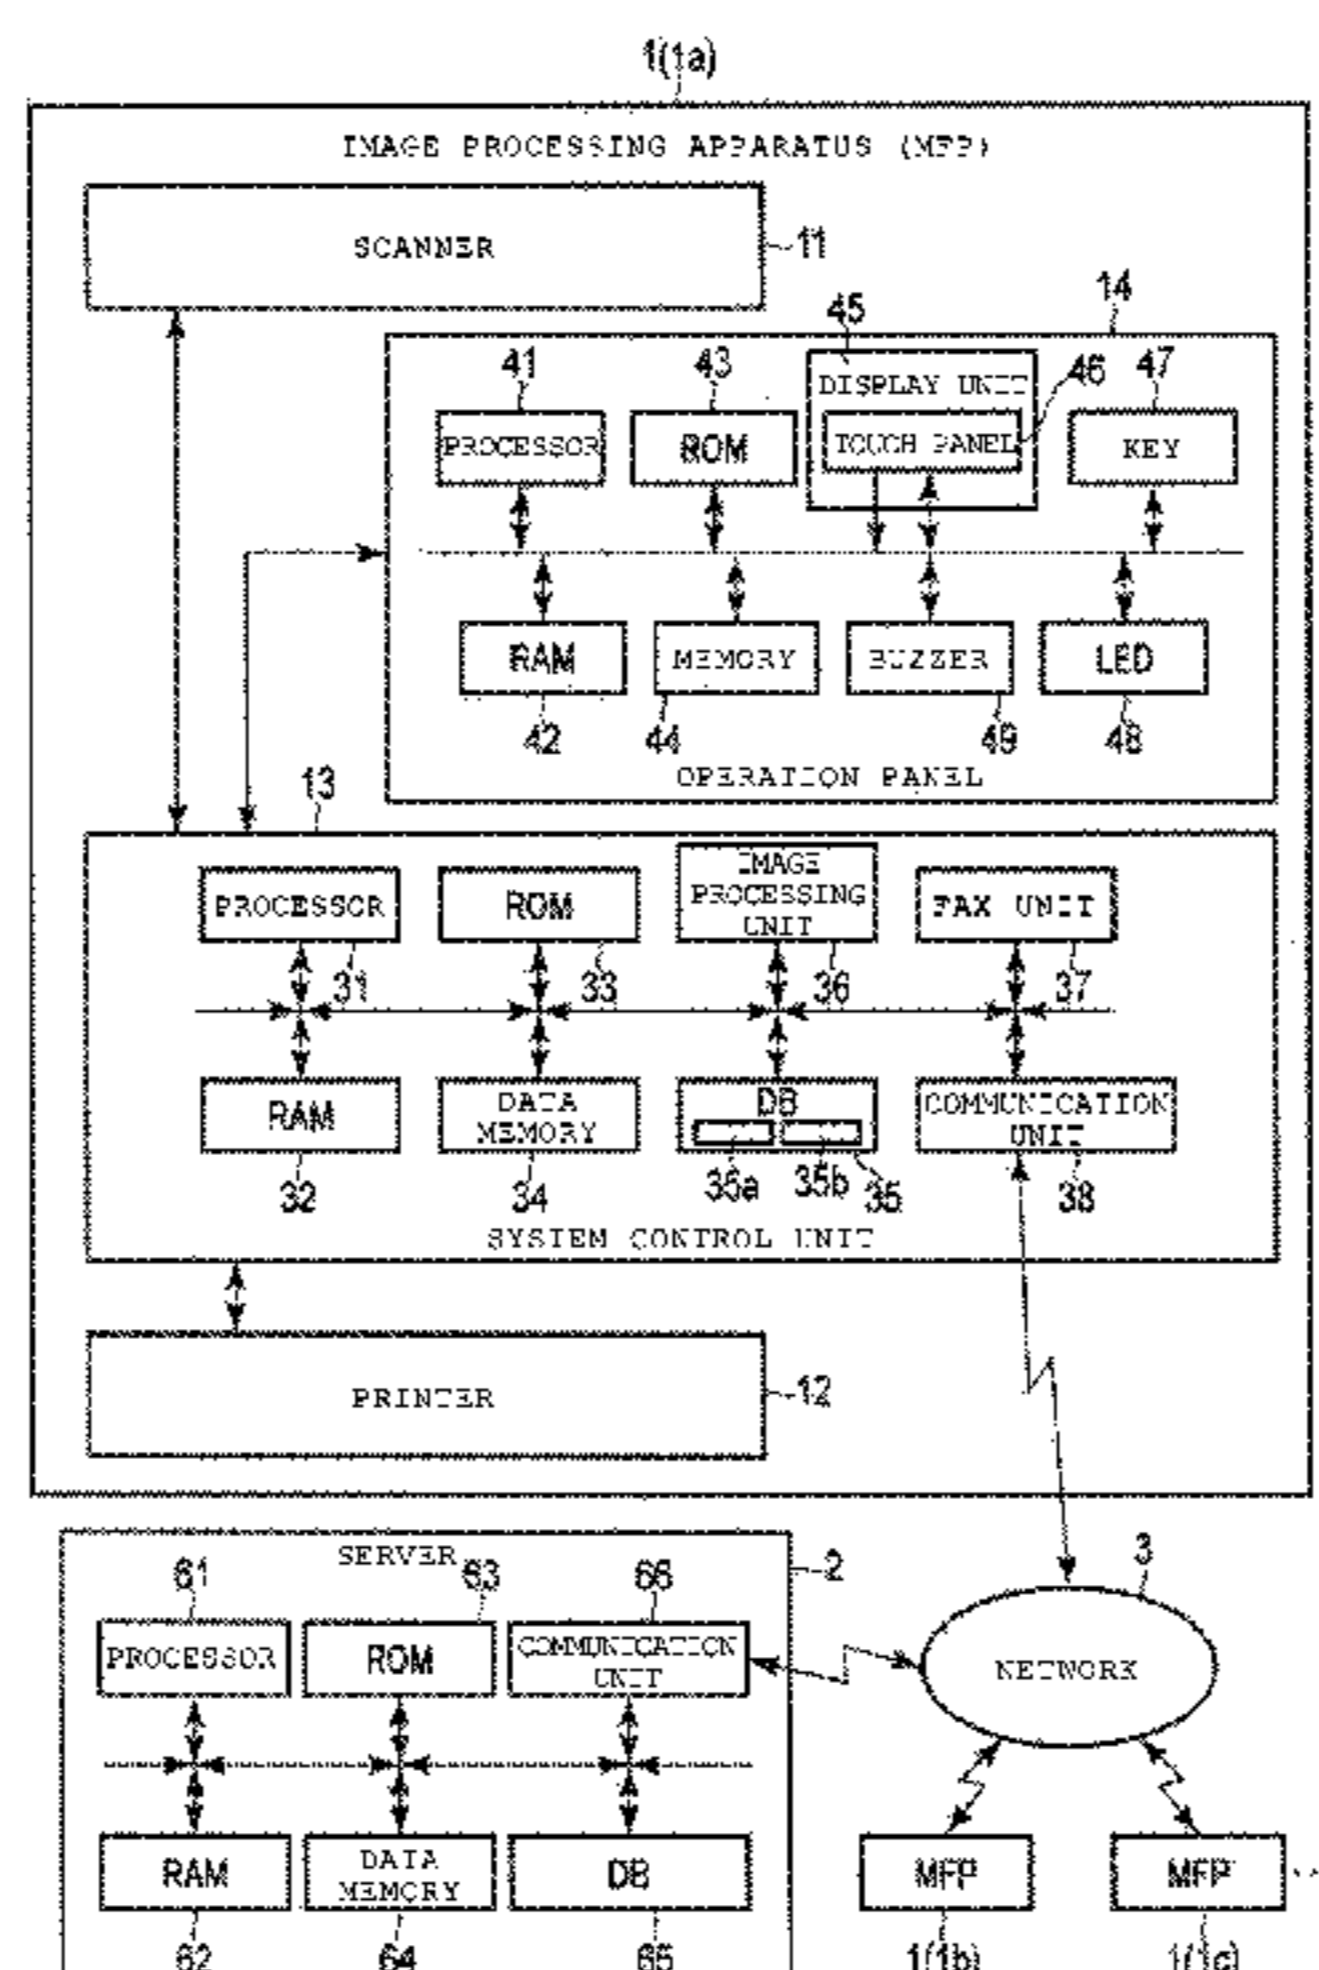 1(1a)
IMAGE PROCESSING APPARATUS (MFP)
SCANNER
11
14
45
41
43
DISPLAY UNIT
46
47
PROCESSOR
ROM
TOUCH PANEL
KEY
RAM
MEMORY
BUZZER
LED
42
44
49
48
OPERATION PANEL
13
PROCESSOR
ROM
IMAGE
PROCESSING
UNIT
FAX UNIT
31
33
36
37
RAM
DATA
MEMORY
DB
COMMUNICATION
UNIT
32
34
35a
35b
35
38
SYSTEM CONTROL UNIT
PRINTER
12
SERVER
2
3
61
63
66
PROCESSOR
ROM
COMMUNICATION
UNIT
NETWORK
RAM
DATA
MEMORY
DB
MFP
MFP
62
64
65
1(1b)
1(1c)